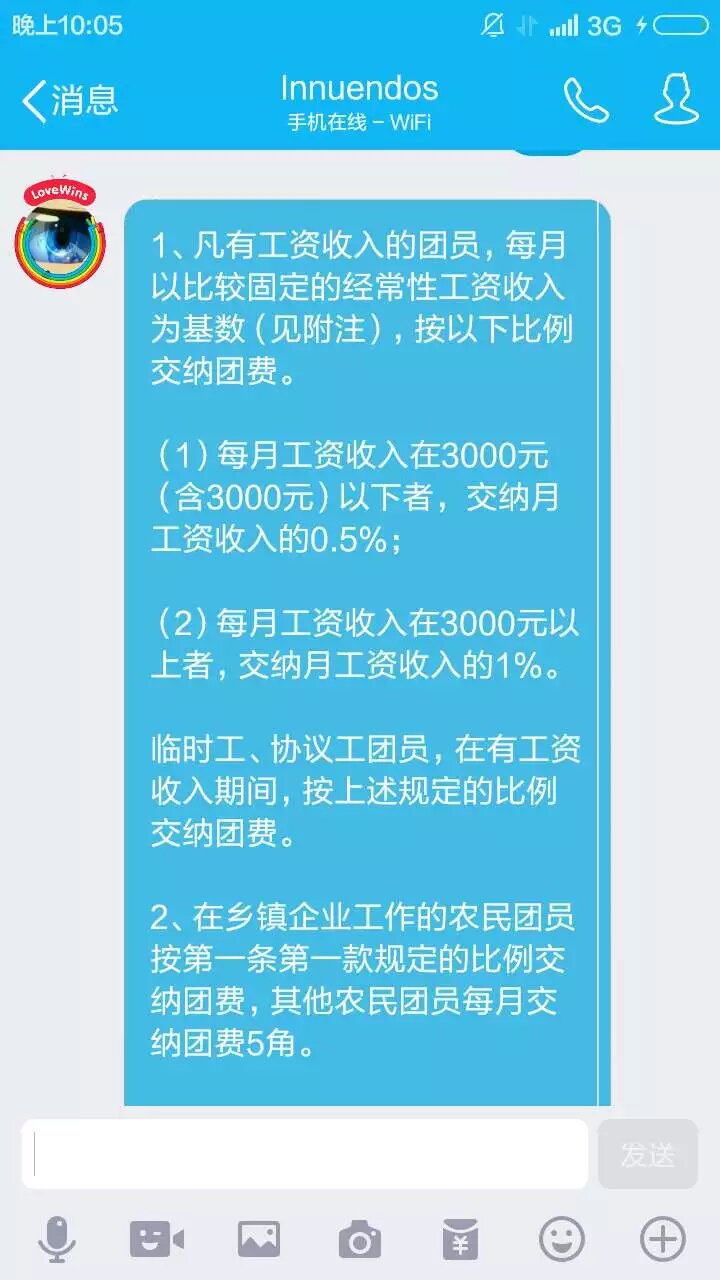 晚上10:05
3G
消息
Innuendos
手机在线 - WiFi
LoveWins
1、凡有工资收入的团员，每月
以比较固定的经常性工资收入
为基数（见附注），按以下比例
交纳团费。
（1）每月工资收入在3000元
（含3000元）以下者，交纳月
工资收入的0.5%；
（2）每月工资收入在3000元以
上者，交纳月工资收入的1%。
临时工、协议工团员，在有工资
收入期间，按上述规定的比例
交纳团费。
2、在乡镇企业工作的农民团员
按第一条第一款规定的比例交
纳团费，其他农民团员每月交
纳团费5角。
发送
¥